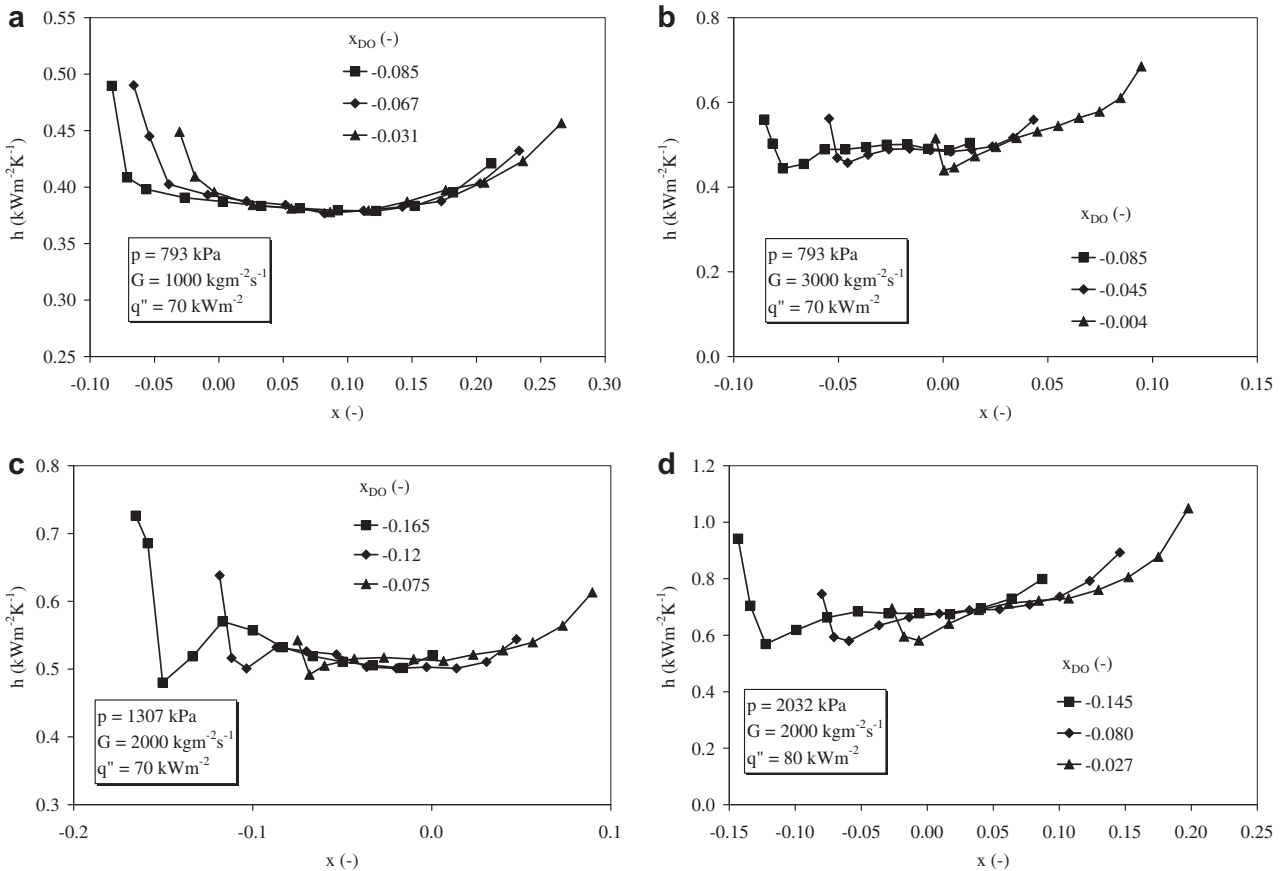 a
0.55
0.50
0.45
0.40
0.35
0.30
0.25
h (kWm⁻²K⁻¹)
x_DO (-)
-0.085
-0.067
-0.031
p = 793 kPa
G = 1000 kgm⁻²s⁻¹
q" = 70 kWm⁻²
-0.10 -0.05 0.00 0.05 0.10 0.15 0.20 0.25 0.30
x (-)
b
0.8
0.6
0.4
0.2
0.0
h (kWm⁻²K⁻¹)
x_DO (-)
-0.085
-0.045
-0.004
p = 793 kPa
G = 3000 kgm⁻²s⁻¹
q" = 70 kWm⁻²
-0.10 -0.05 0.00 0.05 0.10 0.15
x (-)
c
0.8
0.7
0.6
0.5
0.4
0.3
h (kWm⁻²K⁻¹)
x_DO (-)
-0.165
-0.12
-0.075
p = 1307 kPa
G = 2000 kgm⁻²s⁻¹
q" = 70 kWm⁻²
-0.2 -0.1 0.0 0.1
x (-)
d
1.2
1.0
0.8
0.6
0.4
0.2
0.0
h (kWm⁻²K⁻¹)
x_DO (-)
-0.145
-0.080
-0.027
p = 2032 kPa
G = 2000 kgm⁻²s⁻¹
q" = 80 kWm⁻²
-0.15 -0.10 -0.05 0.00 0.05 0.10 0.15 0.20 0.25
x (-)